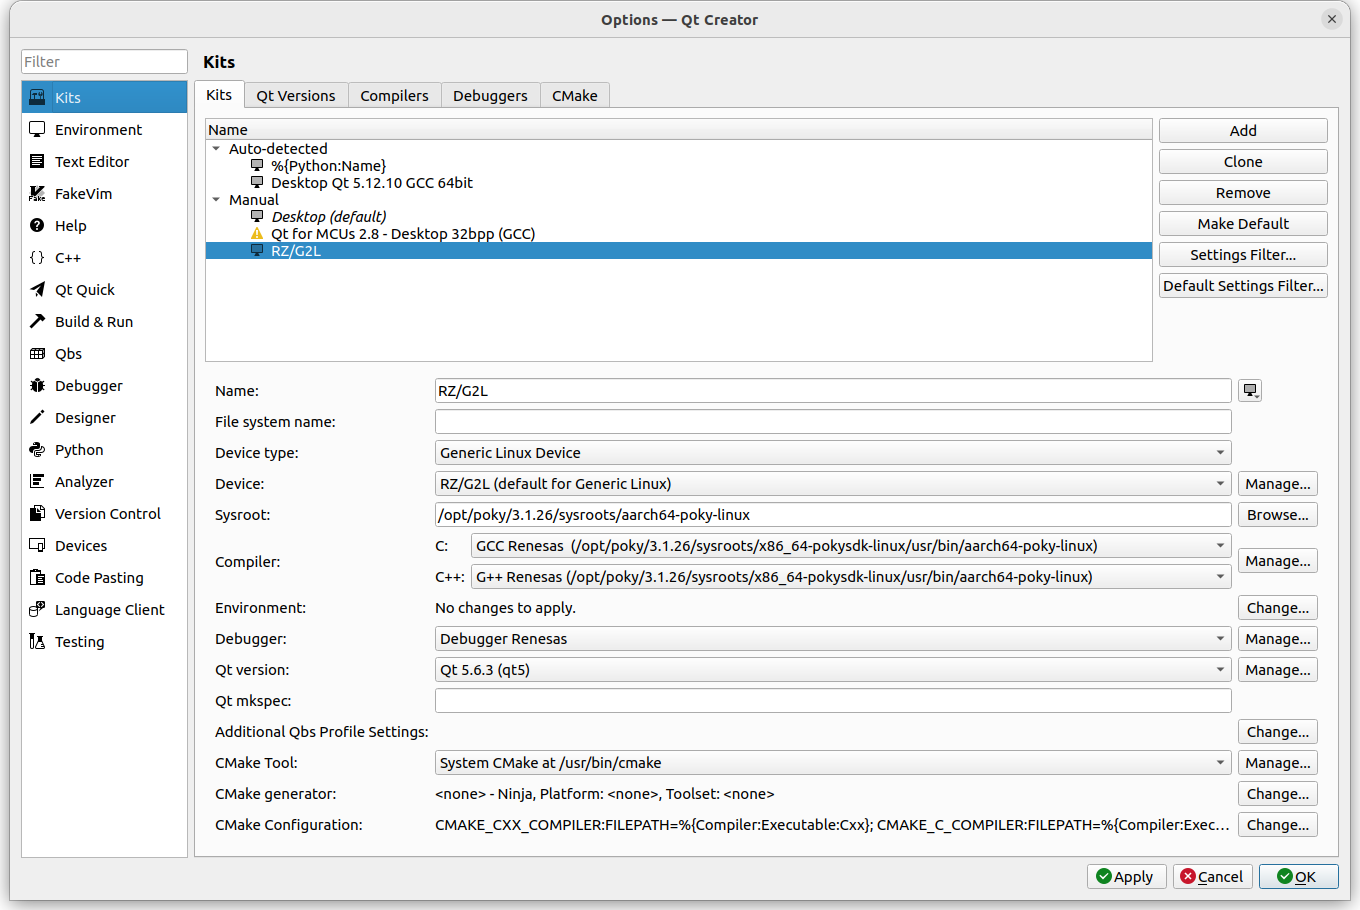 Options — Qt Creator
Filter
Kits
Environment
Text Editor
FakeVim
Help
C++
Qt Quick
Build & Run
Qbs
Debugger
Designer
Python
Analyzer
Version Control
Devices
Code Pasting
Language Client
Testing
Kits
Kits Qt Versions Compilers Debuggers CMake
Name
Auto-detected
%{Python:Name}
Desktop Qt 5.12.10 GCC 64bit
Manual
Desktop (default)
Qt for MCUs 2.8 - Desktop 32bpp (GCC)
RZ/G2L
Add
Clone
Remove
Make Default
Settings Filter...
Default Settings Filter...
Name: RZ/G2L
File system name:
Device type: Generic Linux Device
Device: RZ/G2L (default for Generic Linux) Manage...
Sysroot: /opt/poky/3.1.26/sysroots/aarch64-poky-linux Browse...
Compiler:
C: GCC Renesas (/opt/poky/3.1.26/sysroots/x86_64-pokysdk-linux/usr/bin/aarch64-poky-linux)
C++: G++ Renesas (/opt/poky/3.1.26/sysroots/x86_64-pokysdk-linux/usr/bin/aarch64-poky-linux)
Manage...
Environment: No changes to apply. Change...
Debugger: Debugger Renesas Manage...
Qt version: Qt 5.6.3 (qt5) Manage...
Qt mkspec:
Additional Qbs Profile Settings: Change...
CMake Tool: System CMake at /usr/bin/cmake Manage...
CMake generator: <none> - Ninja, Platform: <none>, Toolset: <none> Change...
CMake Configuration: CMAKE_CXX_COMPILER:FILEPATH=%{Compiler:Executable:Cxx}; CMAKE_C_COMPILER:FILEPATH=%{Compiler:Exec... Change...
Apply Cancel OK